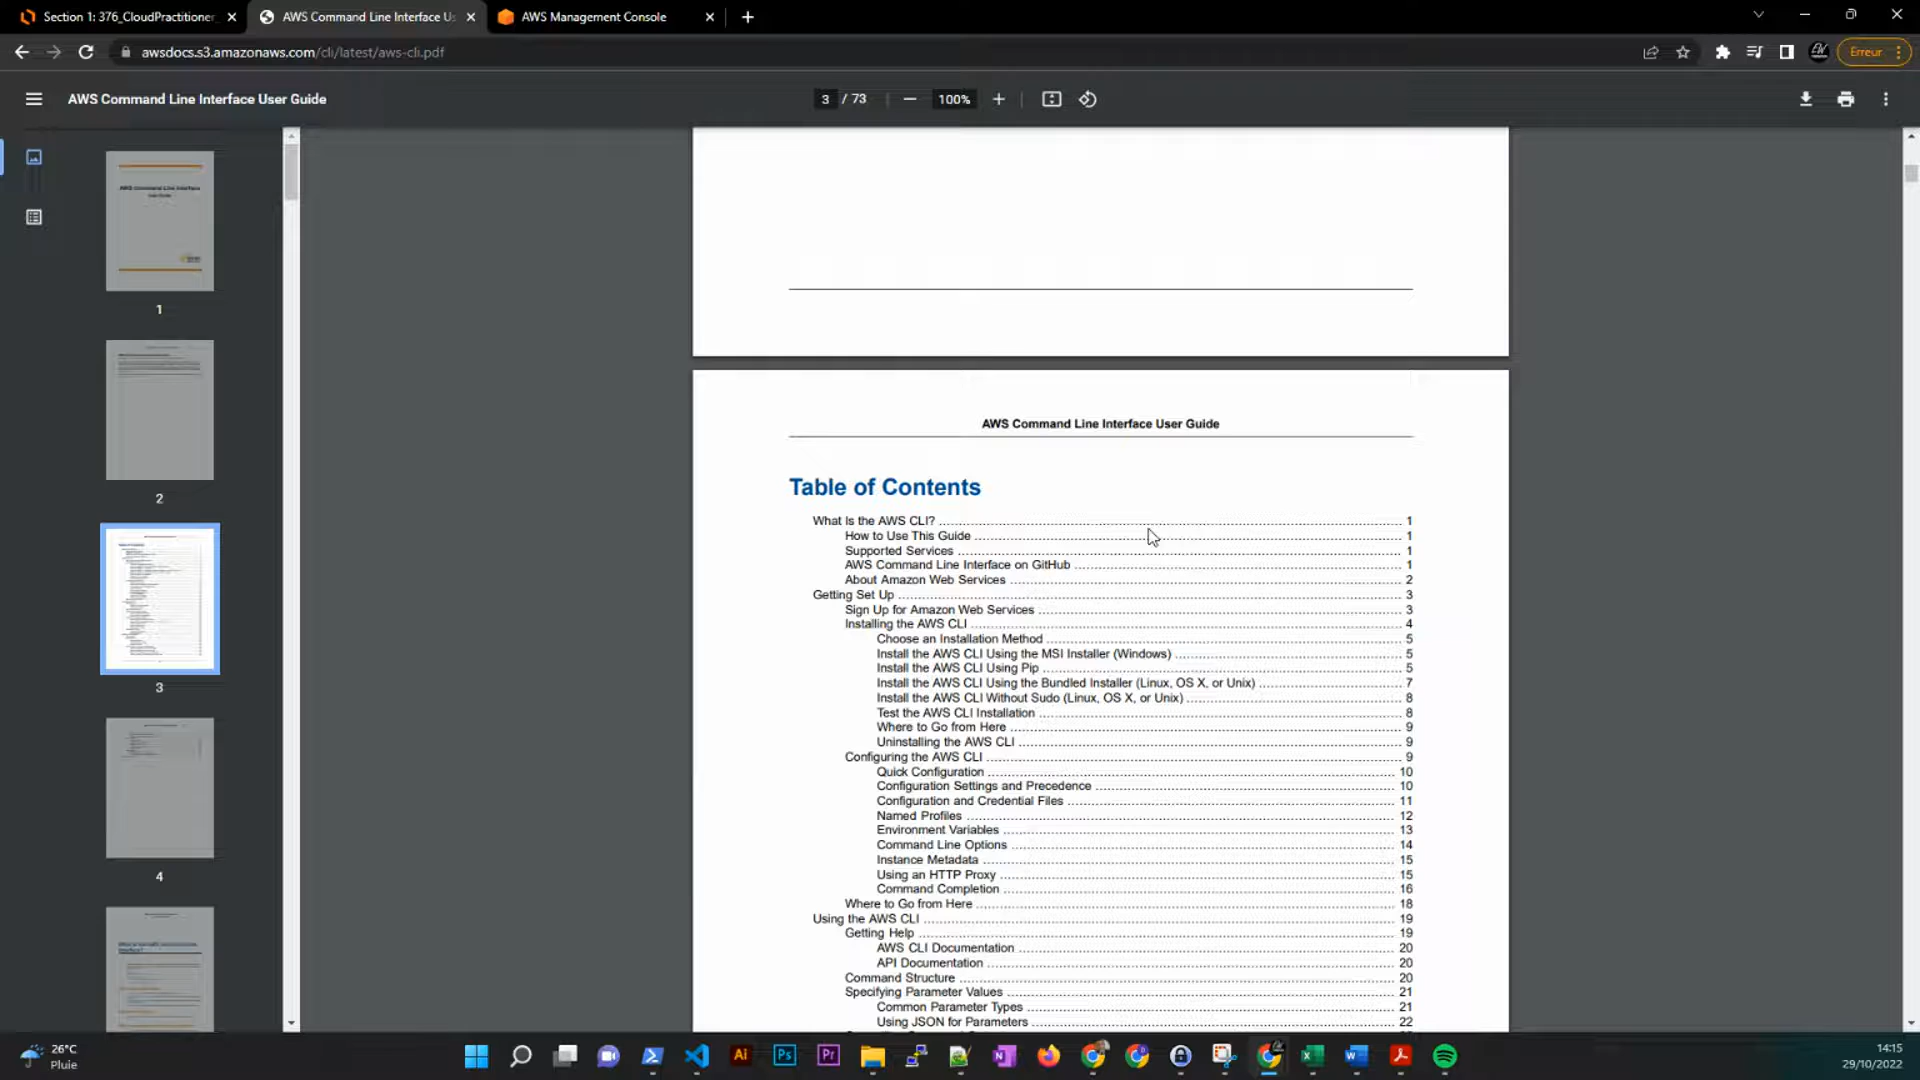 Section 1: 376_CloudPractitioner
AWS Command Line Interface U
AWS Management Console
awsdocs.s3.amazonaws.com/cli/latest/aws-cli.pdf
Erreur
AWS Command Line Interface User Guide
3 / 73
100%
1
2
3
4
AWS Command Line Interface User Guide
Table of Contents
What Is the AWS CLI? 1
How to Use This Guide 1
Supported Services 1
AWS Command Line Interface on GitHub 1
About Amazon Web Services 2
Getting Set Up 3
Sign Up for Amazon Web Services 3
Installing the AWS CLI 4
Choose an Installation Method 5
Install the AWS CLI Using the MSI Installer (Windows) 5
Install the AWS CLI Using Pip 5
Install the AWS CLI Using the Bundled Installer (Linux, OS X, or Unix) 7
Install the AWS CLI Without Sudo (Linux, OS X, or Unix) 8
Test the AWS CLI Installation 8
Where to Go from Here 9
Uninstalling the AWS CLI 9
Configuring the AWS CLI 9
Quick Configuration 10
Configuration Settings and Precedence 10
Configuration and Credential Files 11
Named Profiles 12
Environment Variables 13
Command Line Options 14
Instance Metadata 15
Using an HTTP Proxy 15
Command Completion 16
Where to Go from Here 18
Using the AWS CLI 19
Getting Help 19
AWS CLI Documentation 20
API Documentation 20
Command Structure 20
Specifying Parameter Values 21
Common Parameter Types 21
Using JSON for Parameters 22
26°C
Pluie
Ai
Ps
Pr
14:15
29/10/2022